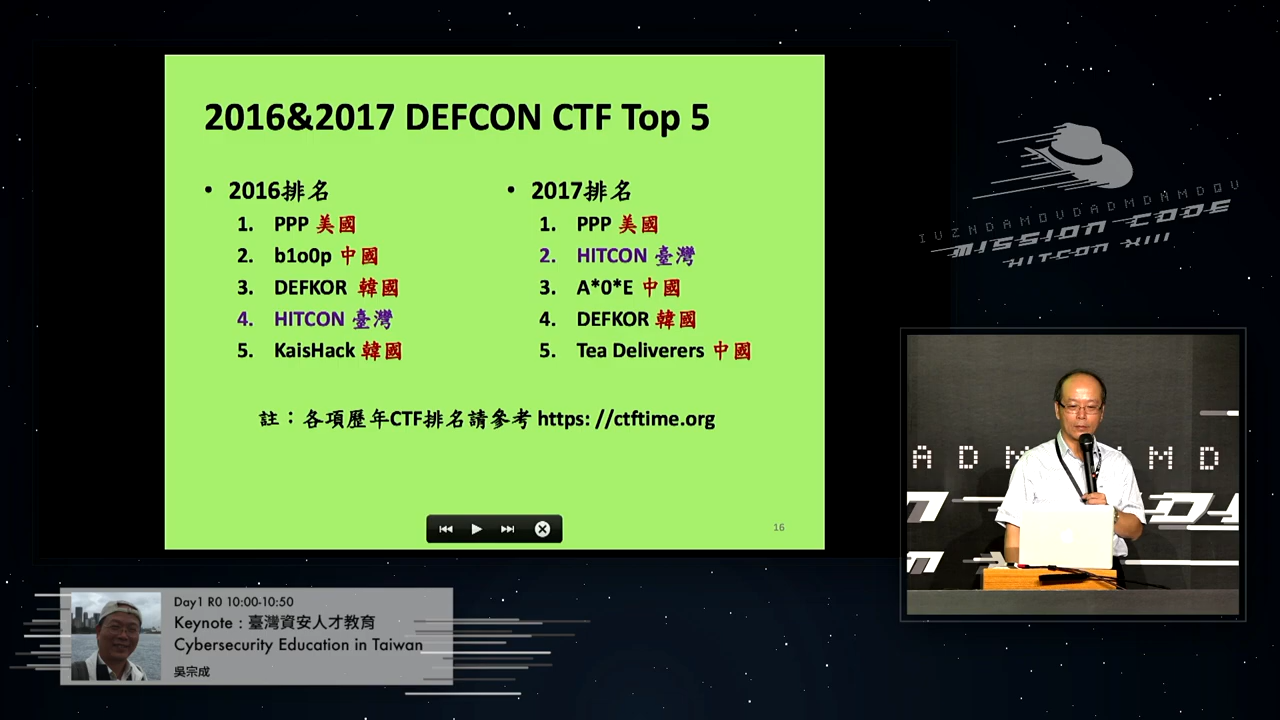 2016&2017 DEFCON CTF Top 5
• 2016排名
1. PPP 美國
2. b1o0p 中國
3. DEFKOR 韓國
4. HITCON 臺灣
5. KaisHack 韓國
• 2017排名
1. PPP 美國
2. HITCON 臺灣
3. A*0*E 中國
4. DEFKOR 韓國
5. Tea Deliverers 中國
註：各項歷年CTF排名請參考 https: //ctftime.org
16
MISSION CODE
HITCON XIII
Day1 R0 10:00-10:50
Keynote：臺灣資安人才教育
Cybersecurity Education in Taiwan
吳宗成